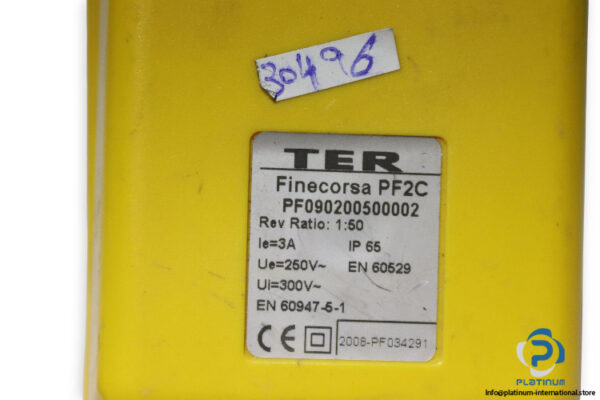 30496
TER
Finecorsa PF2C
PF090200500002
Rev Ratio: 1:50
Ie=3A IP 65
Ue=250V~ EN 60529
Ui=300V~
EN 60947-5-1
CE 2008-PF034291
PLATINUM
Info@platinum-international.store